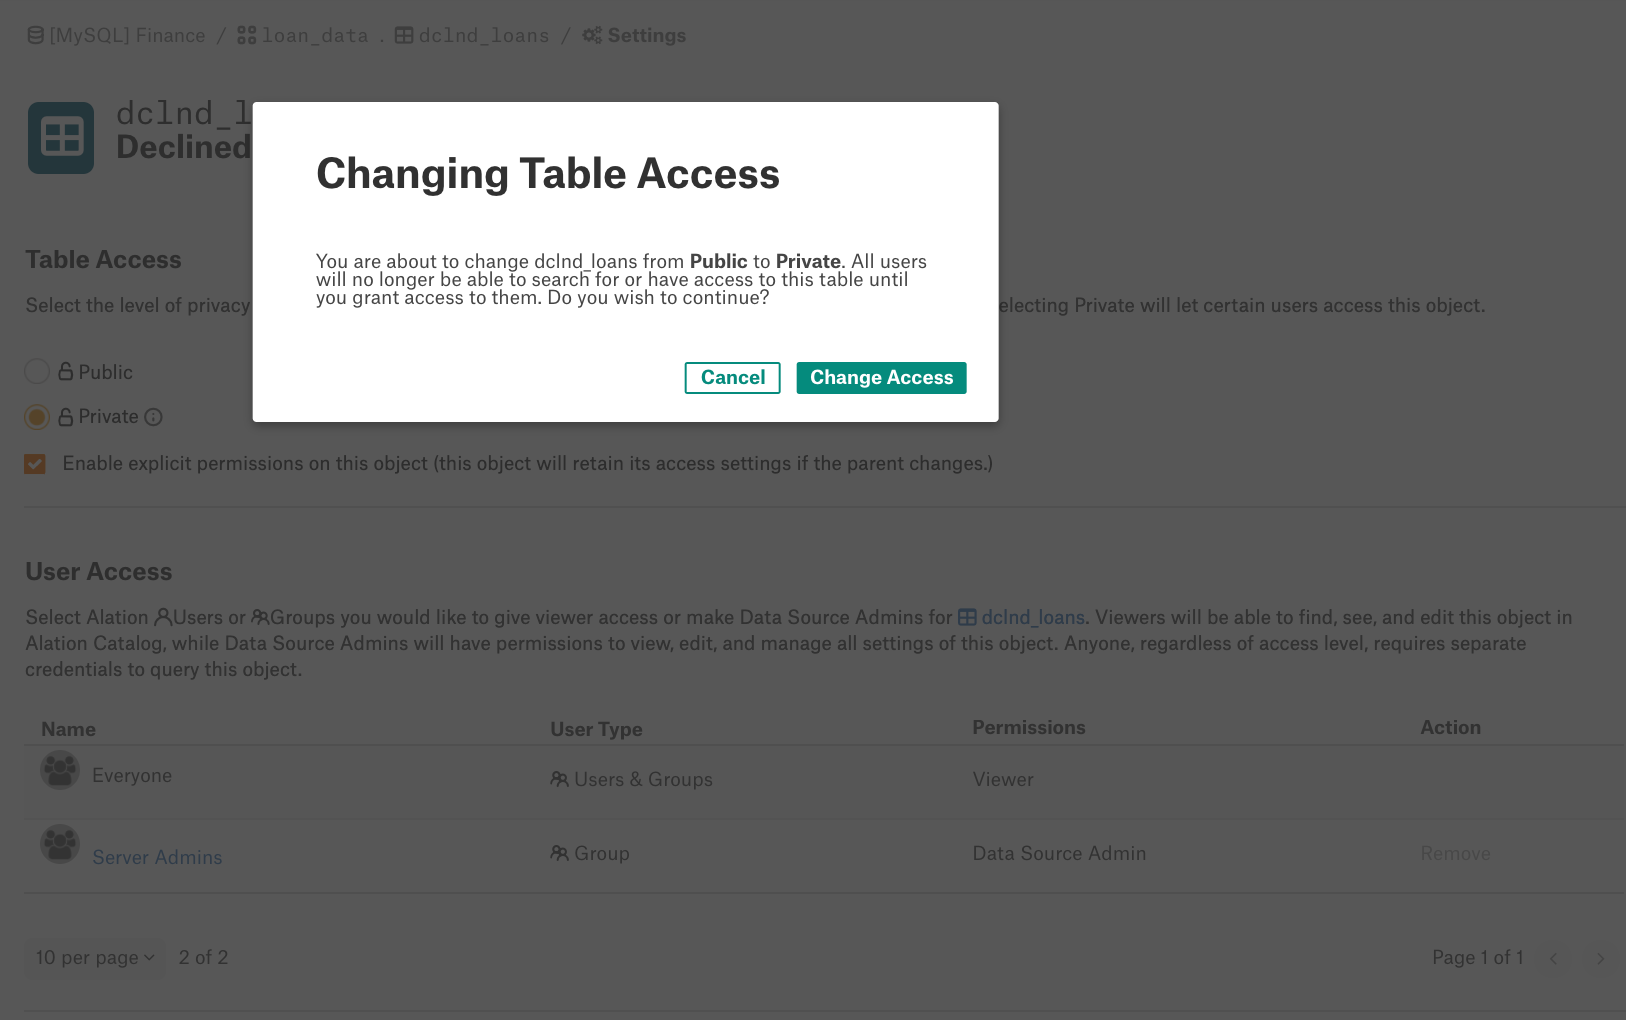 [MySQL] Finance / loan_data . dclnd_loans / Settings
dclnd_l
Declined
Changing Table Access
You are about to change dclnd_loans from Public to Private. All users
will no longer be able to search for or have access to this table until
you grant access to them. Do you wish to continue?
Cancel Change Access
Table Access
Select the level of privacy electing Private will let certain users access this object.
Public
Private
Enable explicit permissions on this object (this object will retain its access settings if the parent changes.)
User Access
Select Alation Users or Groups you would like to give viewer access or make Data Source Admins for dclnd_loans. Viewers will be able to find, see, and edit this object in
Alation Catalog, while Data Source Admins will have permissions to view, edit, and manage all settings of this object. Anyone, regardless of access level, requires separate
credentials to query this object.
Name User Type Permissions Action
Everyone Users & Groups Viewer
Server Admins Group Data Source Admin Remove
10 per page 2 of 2 Page 1 of 1